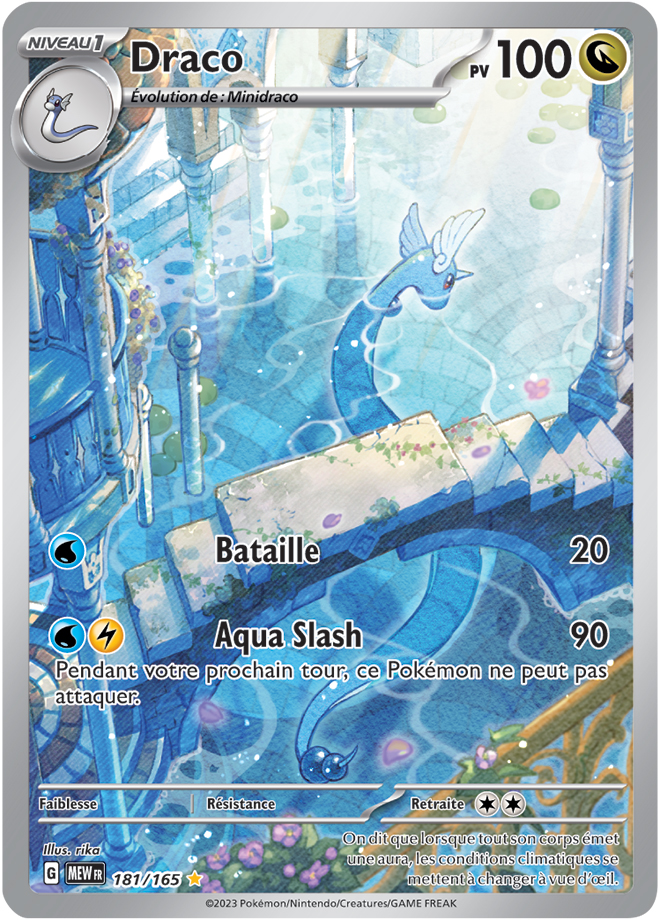 NIVEAU 1
Draco
PV 100
Évolution de : Minidraco
Bataille 20
Aqua Slash 90
Pendant votre prochain tour, ce Pokémon ne peut pas
attaquer.
Faiblesse Résistance Retraite
Illus. rika
On dit que lorsque tout son corps émet
une aura, les conditions climatiques se
mettent à changer à vue d'œil.
G MEW FR 181/165
©2023 Pokémon/Nintendo/Creatures/GAME FREAK